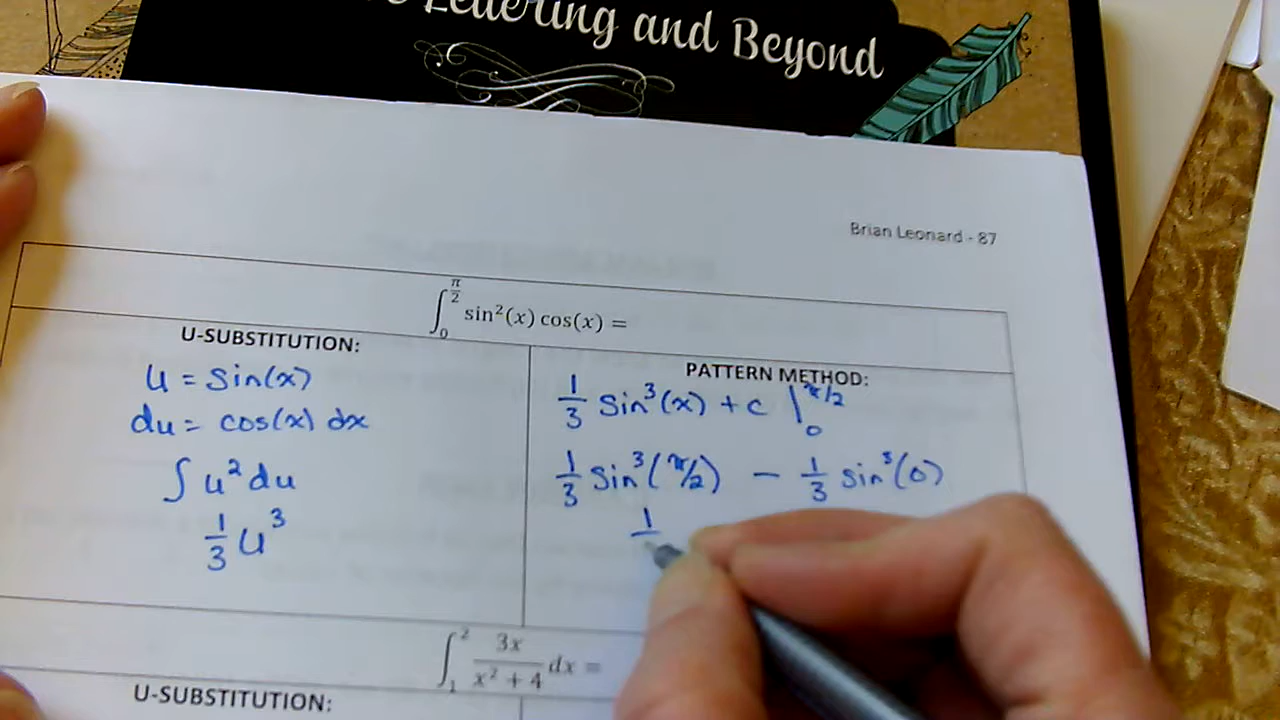 Lettering and Beyond
Brian Leonard - 87
∫₀^(π/2) sin²(x) cos(x) =
U-SUBSTITUTION:
u = sin(x)
du = cos(x) dx
∫ u² du
1/3 u³
PATTERN METHOD:
1/3 sin³(x) + c |₀^(π/2)
1/3 sin³(π/2) − 1/3 sin³(0)
1
∫₁² 3x/(x² + 4) dx =
U-SUBSTITUTION: